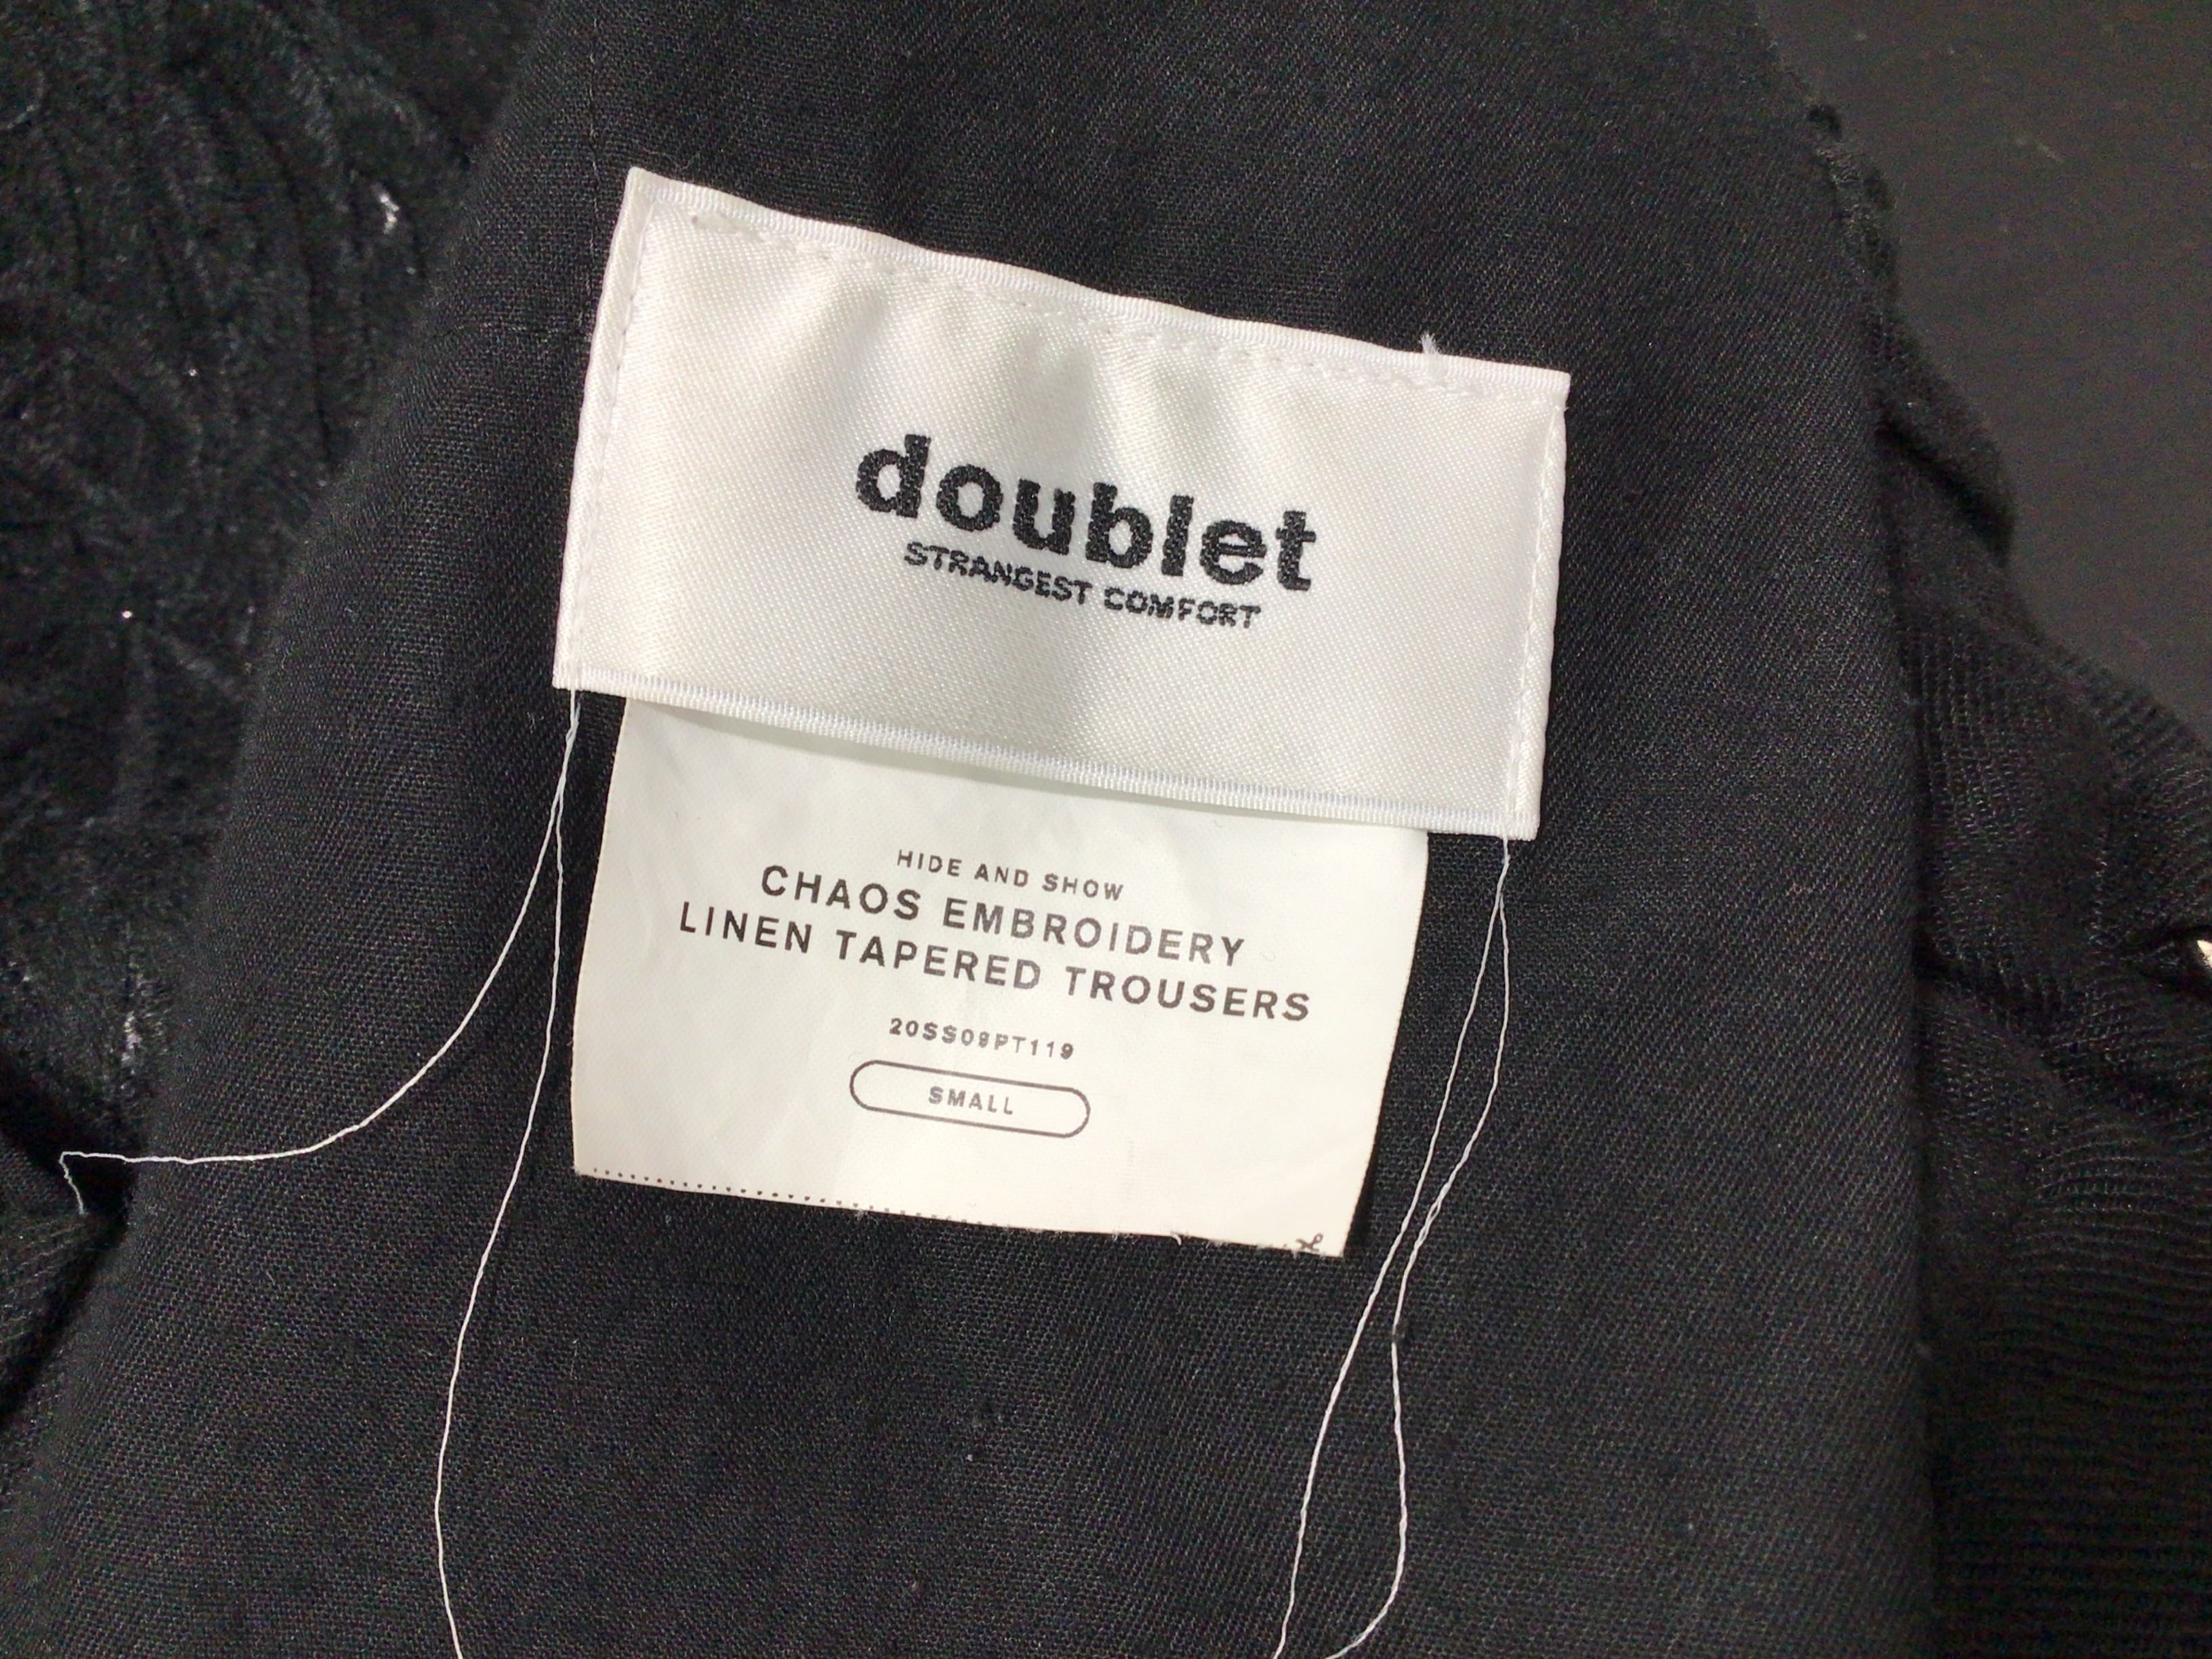 doublet
STRANGEST COMFORT
HIDE AND SHOW
CHAOS EMBROIDERY
LINEN TAPERED TROUSERS
20SS09PT119
SMALL